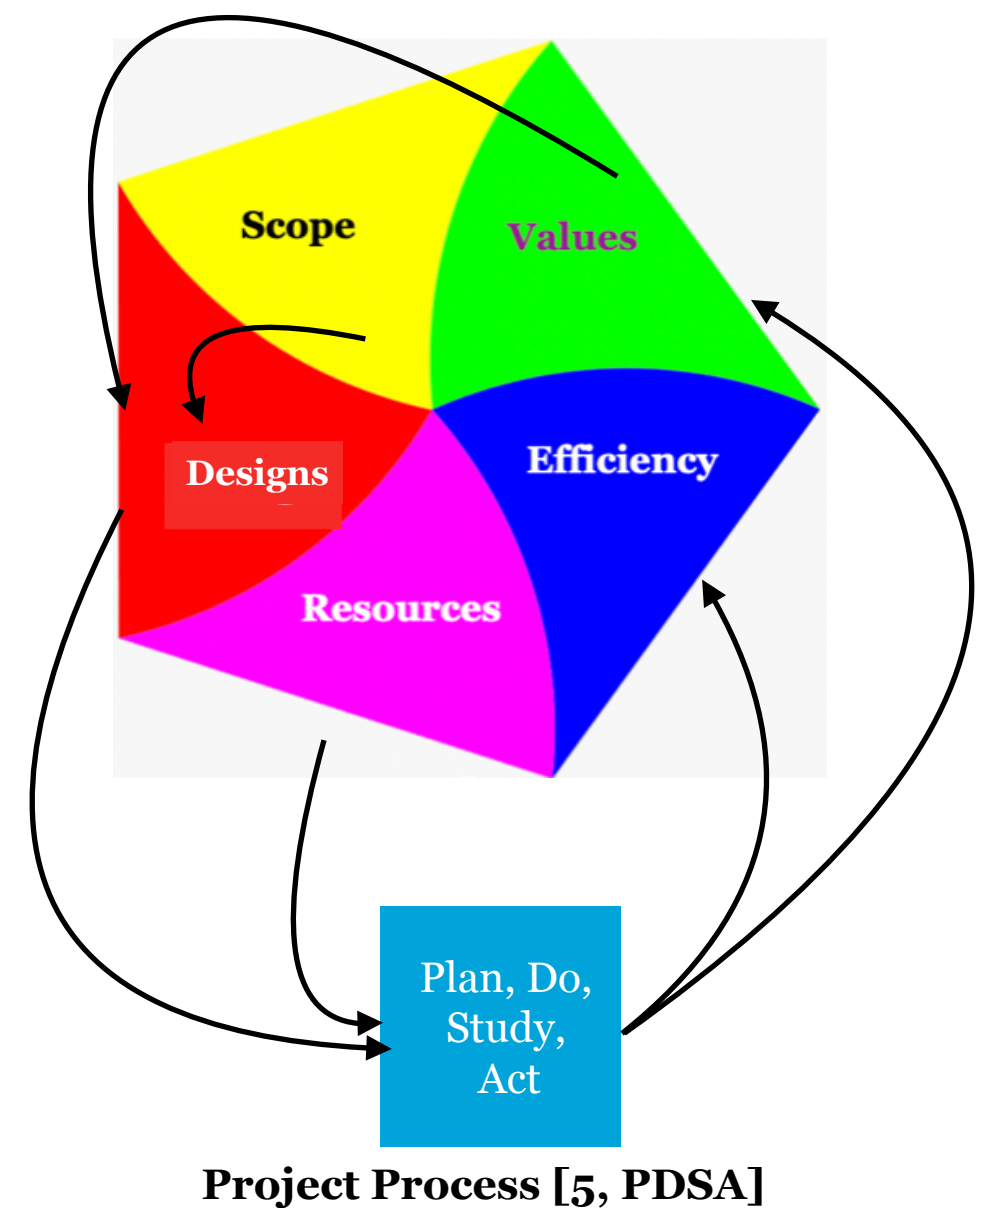 Scope
Values
Designs
Efficiency
Resources
Plan, Do,
Study,
Act
Project Process [5, PDSA]